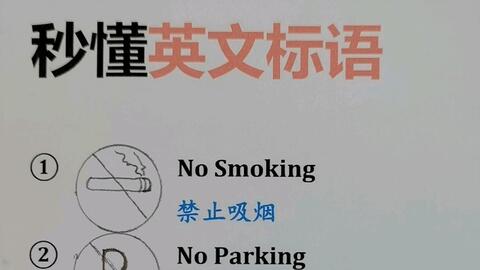 秒懂英文标语
① No Smoking
禁止吸烟
② No Parking
P